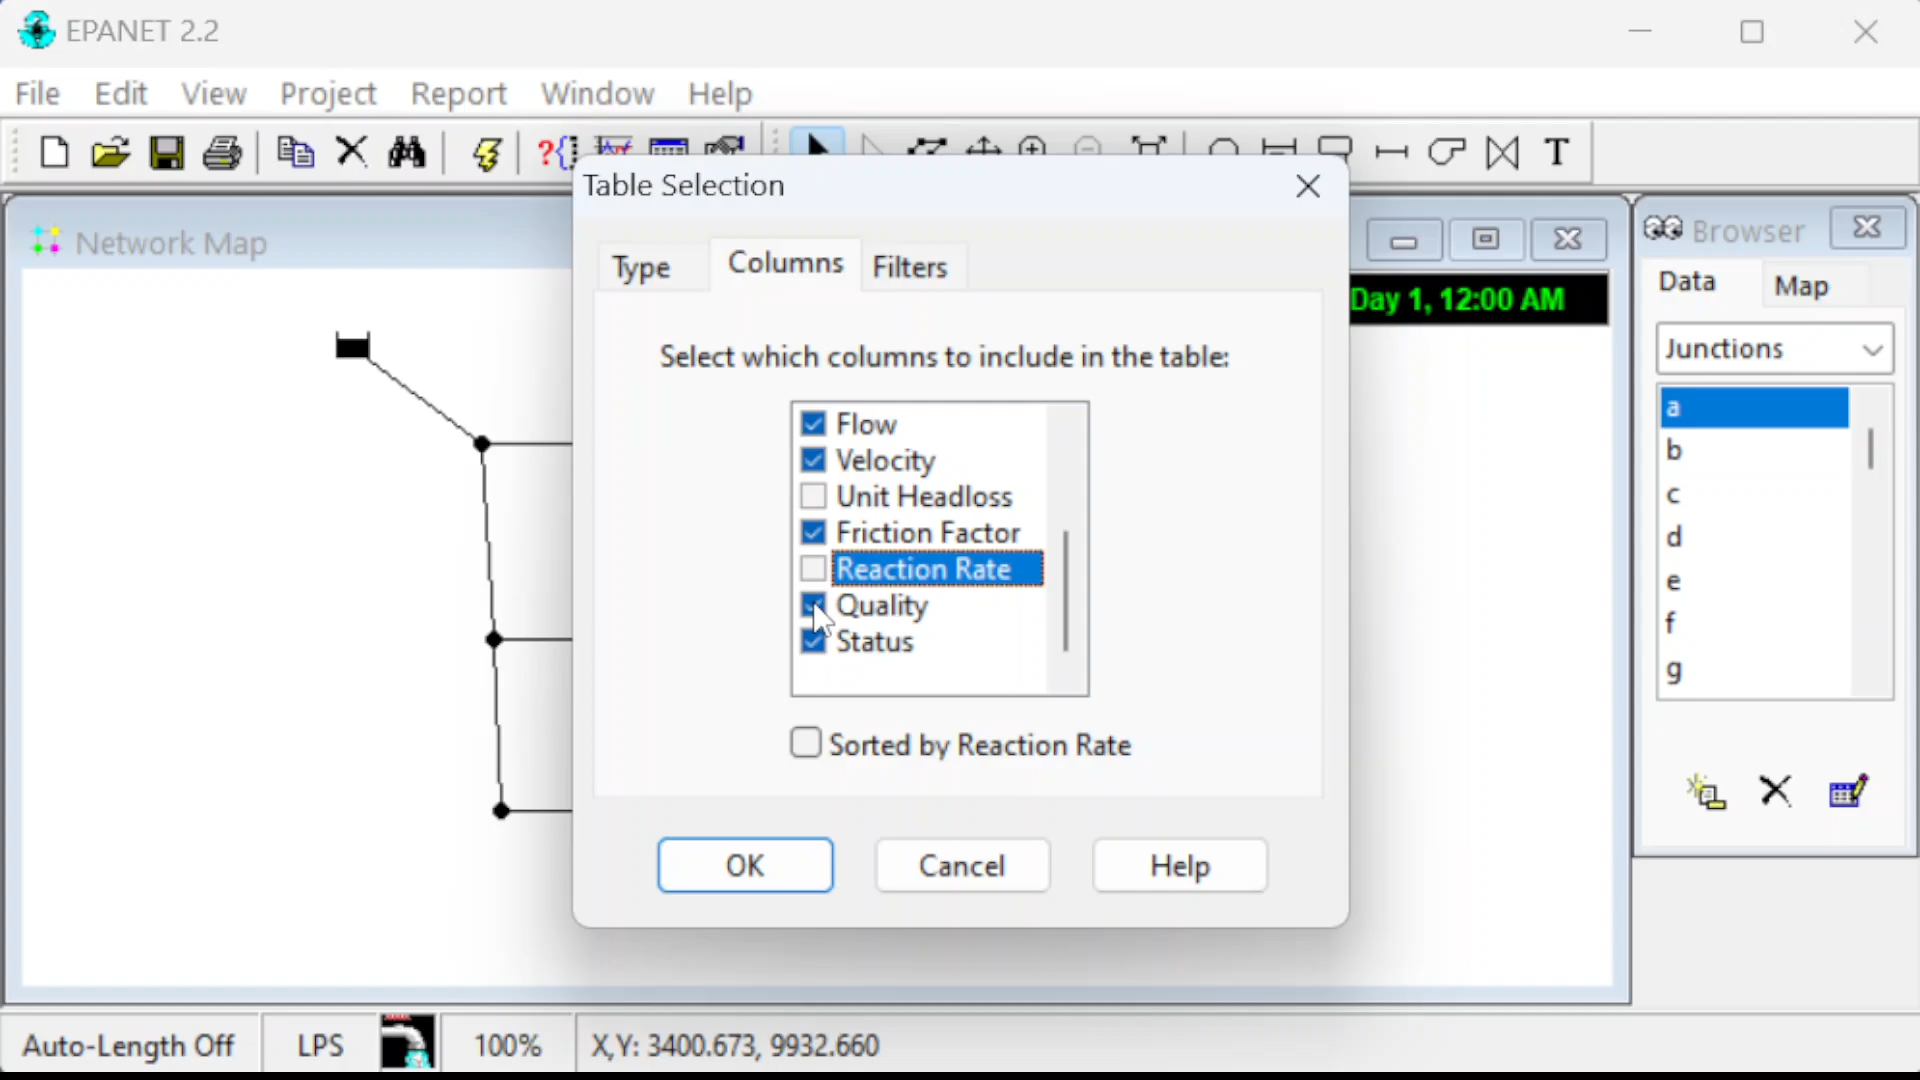 EPANET 2.2
File Edit View Project Report Window Help
T
Network Map
Table Selection
Type Columns Filters
Select which columns to include in the table:
Flow
Velocity
Unit Headloss
Friction Factor
Reaction Rate
Quality
Status
Sorted by Reaction Rate
OK Cancel Help
Day 1, 12:00 AM
Browser
Data Map
Junctions
a
b
c
d
e
f
g
Auto-Length Off LPS 100% X,Y: 3400.673, 9932.660